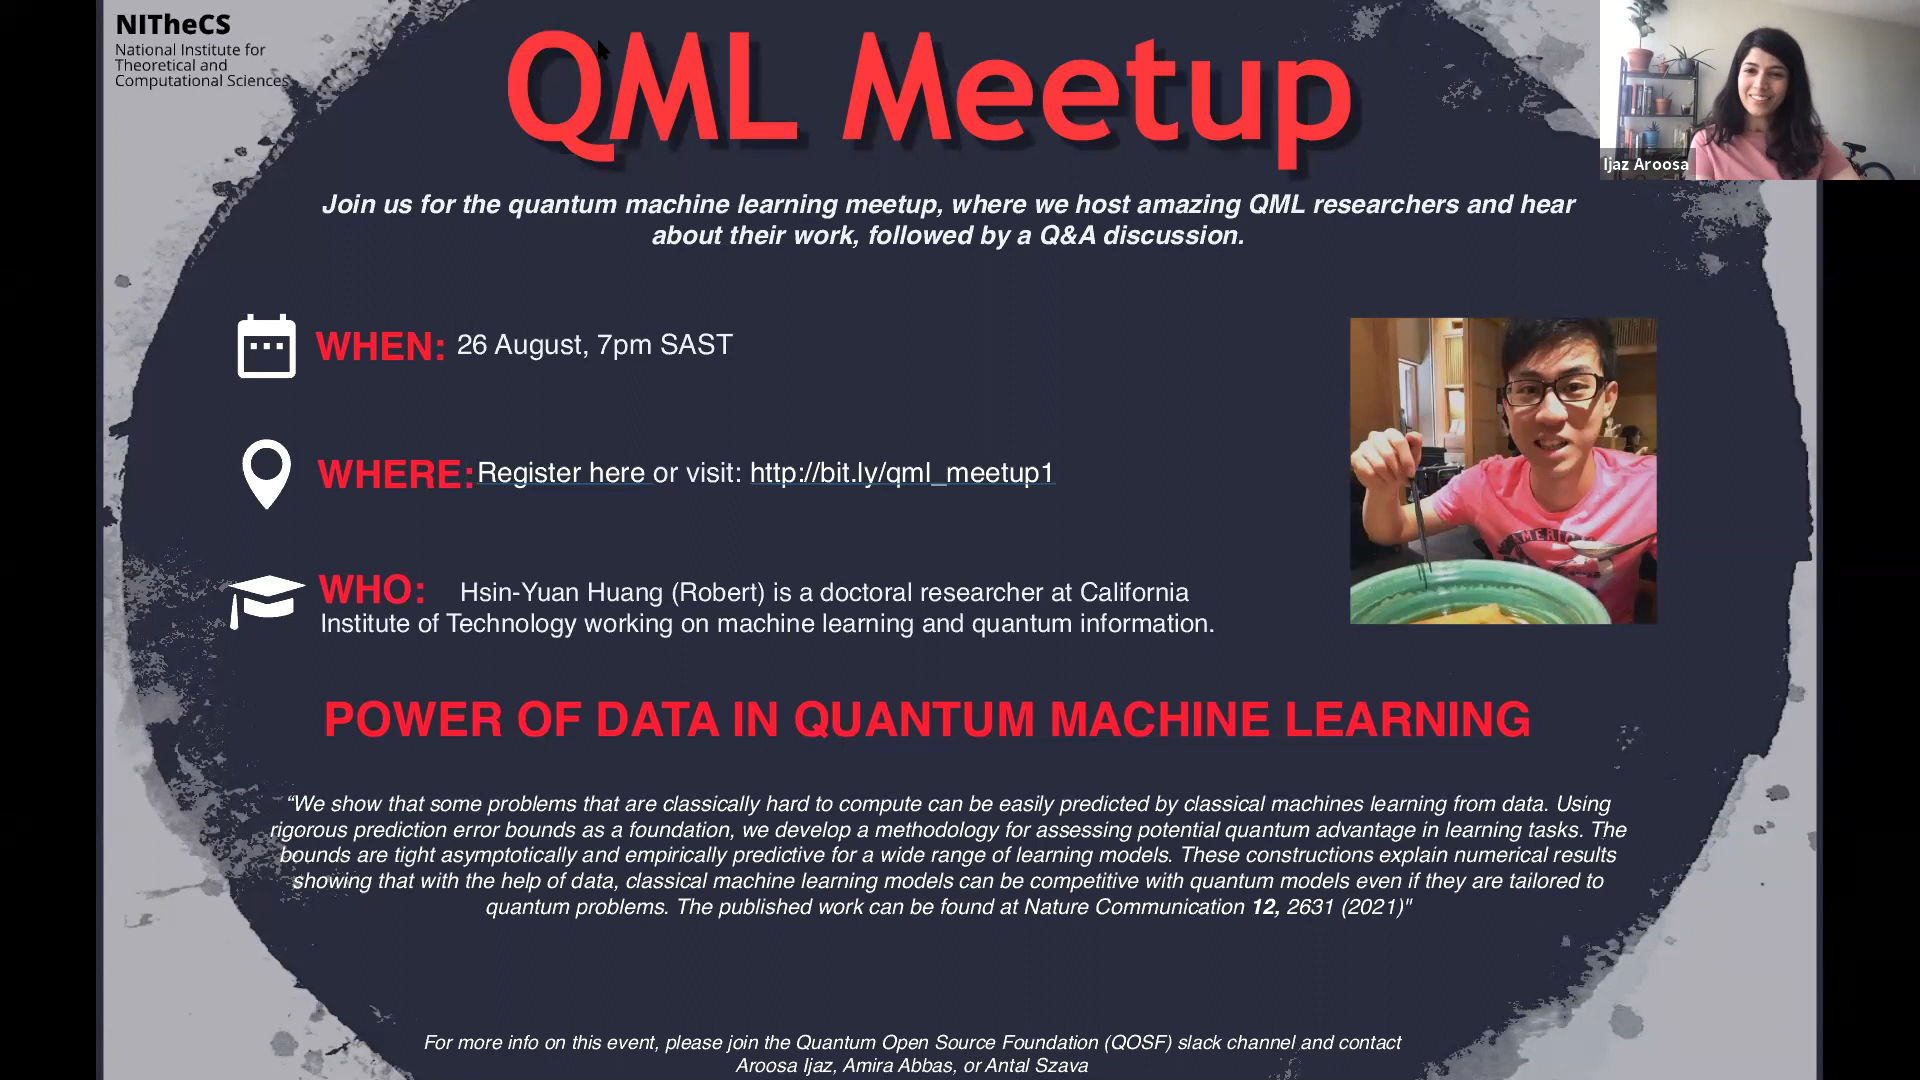 NITheCS
National Institute for
Theoretical and
Computational Sciences
QML Meetup
Ijaz Aroosa
Join us for the quantum machine learning meetup, where we host amazing QML researchers and hear
about their work, followed by a Q&A discussion.
WHEN: 26 August, 7pm SAST
WHERE: Register here or visit: http://bit.ly/qml_meetup1
WHO: Hsin-Yuan Huang (Robert) is a doctoral researcher at California
Institute of Technology working on machine learning and quantum information.
AMERIC
POWER OF DATA IN QUANTUM MACHINE LEARNING
“We show that some problems that are classically hard to compute can be easily predicted by classical machines learning from data. Using
rigorous prediction error bounds as a foundation, we develop a methodology for assessing potential quantum advantage in learning tasks. The
bounds are tight asymptotically and empirically predictive for a wide range of learning models. These constructions explain numerical results
showing that with the help of data, classical machine learning models can be competitive with quantum models even if they are tailored to
quantum problems. The published work can be found at Nature Communication 12, 2631 (2021)"
For more info on this event, please join the Quantum Open Source Foundation (QOSF) slack channel and contact
Aroosa Ijaz, Amira Abbas, or Antal Szava